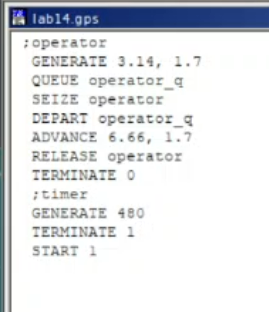 lab14.gps
;operator
GENERATE 3.14, 1.7
QUEUE operator_q
SEIZE operator
DEPART operator_q
ADVANCE 6.66, 1.7
RELEASE operator
TERMINATE 0
;timer
GENERATE 480
TERMINATE 1
START 1